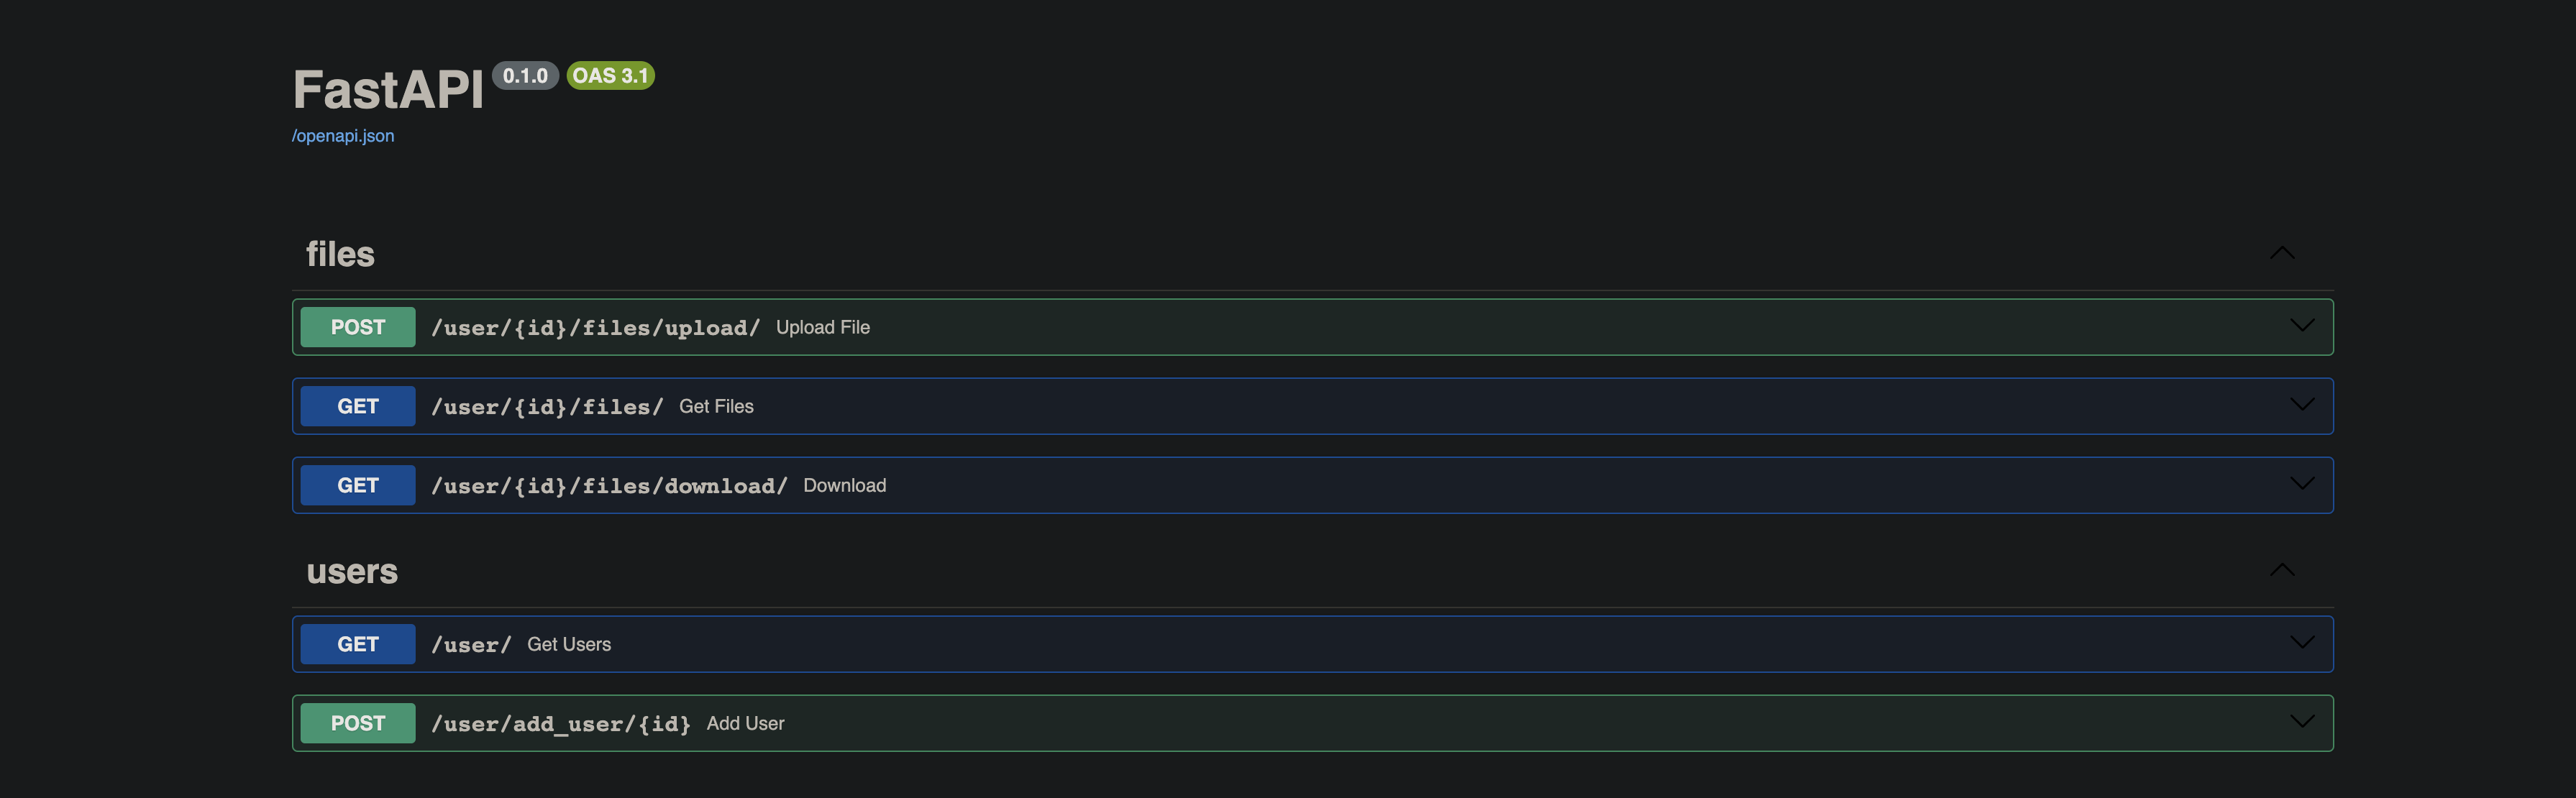 FastAPI 0.1.0 OAS 3.1
/openapi.json
files
POST /user/{id}/files/upload/ Upload File
GET /user/{id}/files/ Get Files
GET /user/{id}/files/download/ Download
users
GET /user/ Get Users
POST /user/add_user/{id} Add User